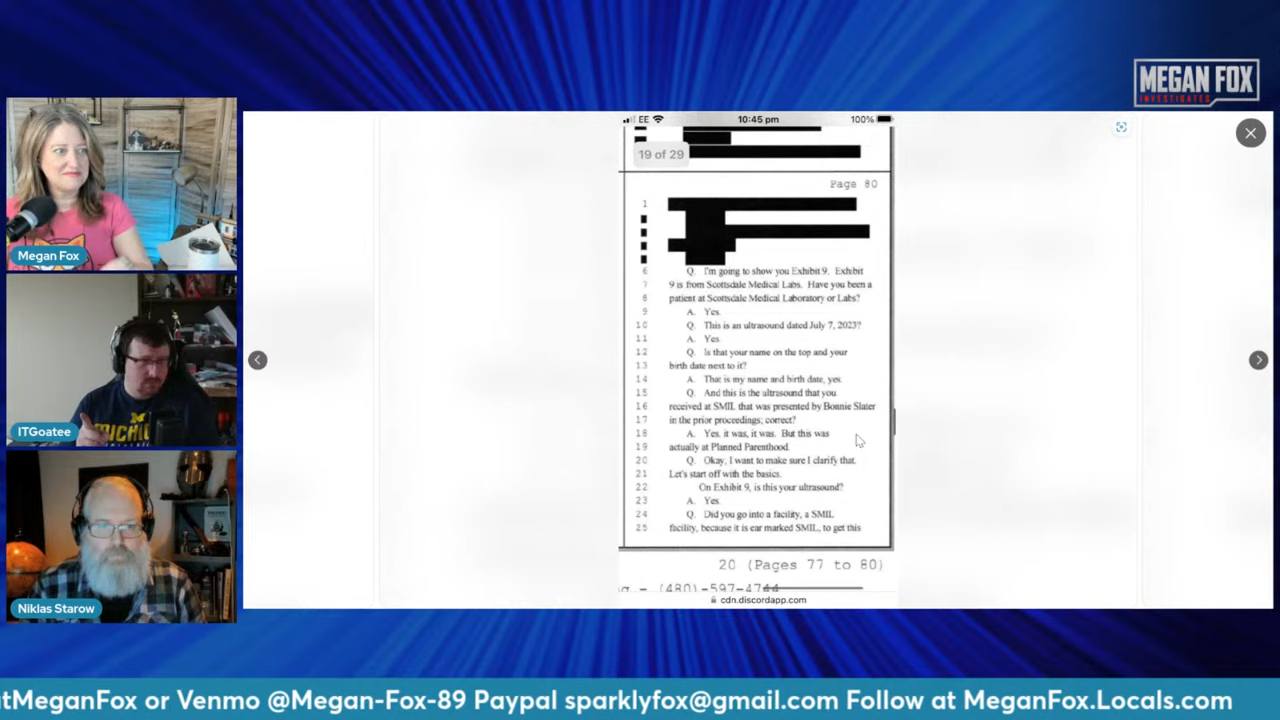 MEGAN FOX
INVESTIGATES
Megan Fox
ITGoatee
MICHIG
Niklas Starow
EE
10:45 pm
100%
19 of 29
Page 80
1
6 Q. I'm going to show you Exhibit 9. Exhibit
7 9 is from Scottsdale Medical Labs. Have you been a
8 patient at Scottsdale Medical Laboratory or Labs?
9 A. Yes.
10 Q. This is an ultrasound dated July 7, 2023?
11 A. Yes.
12 Q. Is that your name on the top and your
13 birth date next to it?
14 A. That is my name and birth date, yes.
15 Q. And this is the ultrasound that you
16 received at SMIL that was presented by Bonnie Slater
17 in the prior proceedings; correct?
18 A. Yes, it was, it was. But this was
19 actually at Planned Parenthood.
20 Q. Okay, I want to make sure I clarify that.
21 Let's start off with the basics.
22 On Exhibit 9, is this your ultrasound?
23 A. Yes.
24 Q. Did you go into a facility, a SMIL
25 facility, because it is ear marked SMIL, to get this
20 (Pages 77 to 80)
g - (480)-597-4744
cdn.discordapp.com
tMeganFox or Venmo @Megan-Fox-89 Paypal sparklyfox@gmail.com Follow at MeganFox.Locals.com